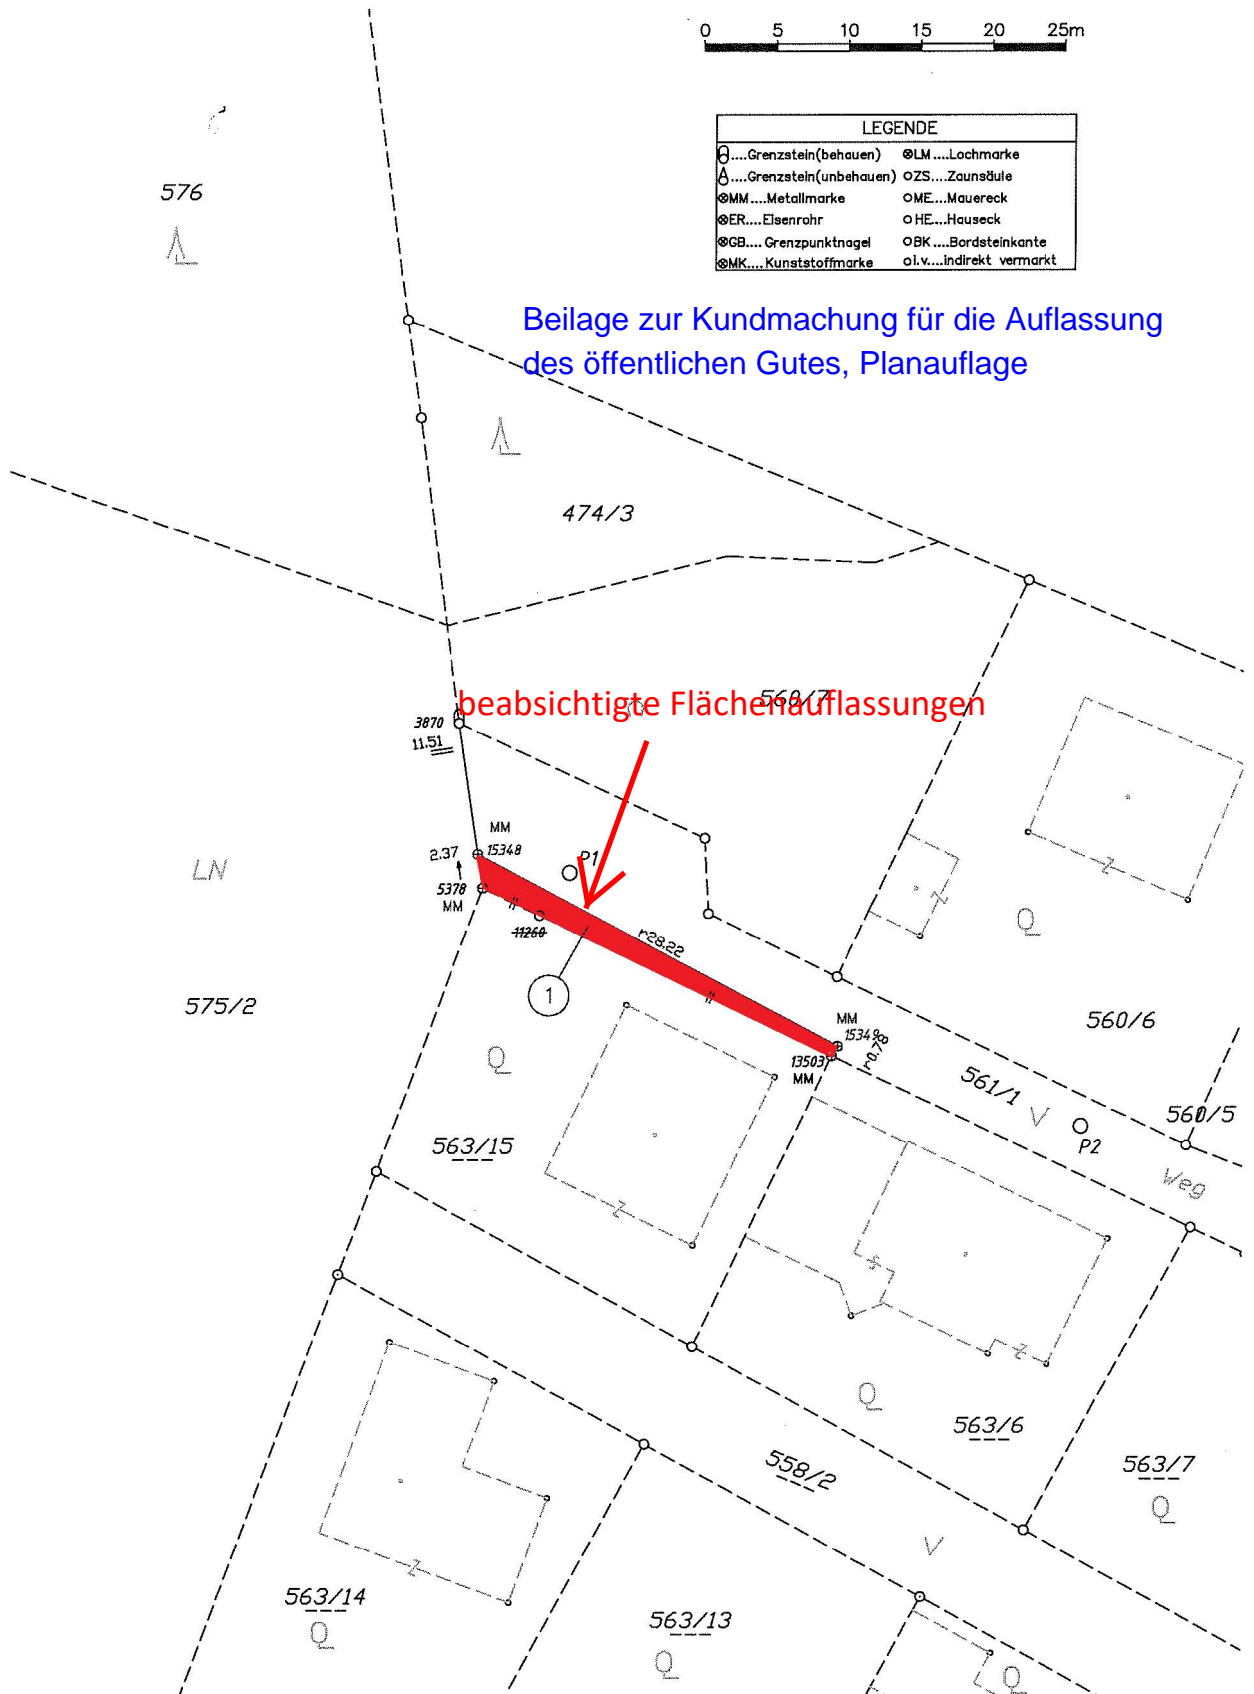 0 5 10 15 20 25m
LEGENDE
....Grenzstein(behauen) LM....Lochmarke
....Grenzstein(unbehauen) ZS....Zaunsäule
MM....Metallmarke ME....Mauereck
ER....Eisenrohr HE....Hauseck
GB.... Grenzpunktnagel BK....Bordsteinkante
MK.... Kunststoffmarke i.v....indirekt vermarkt
576
Beilage zur Kundmachung für die Auflassung
des öffentlichen Gutes, Planauflage
474/3
568/7
beabsichtigte Flächenauflassungen
3870
11.51
MM
15348
2.37
P1
LN
5378
MM
11260
r28.22
1
575/2
MM
15349
r0.78
13503
MM
560/6
561/1
V
560/5
P2
Weg
563/15
563/6
563/7
558/2
V
563/14
563/13